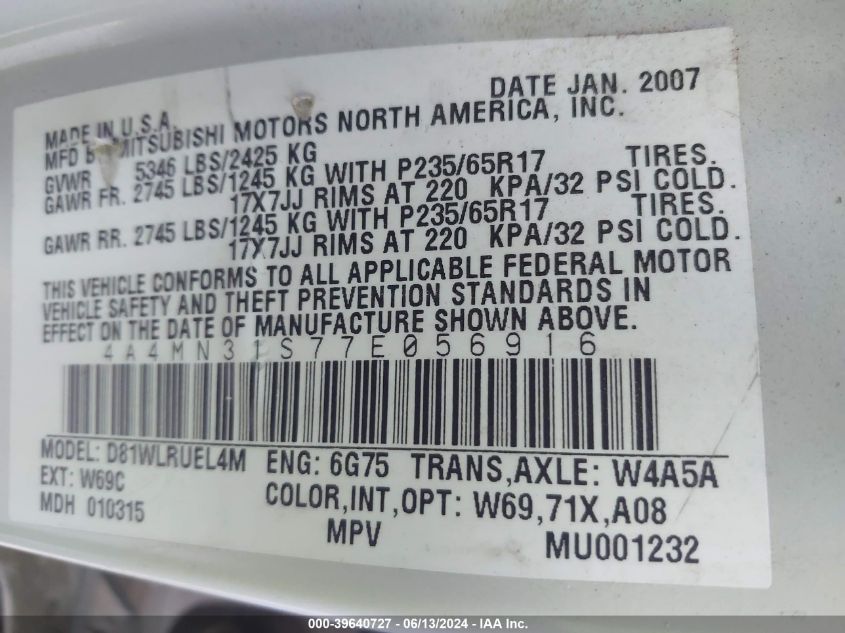 DATE JAN. 2007
MADE IN U.S.A.
MFD BY MITSUBISHI MOTORS NORTH AMERICA, INC.
GVWR 5346 LBS/2425 KG
GAWR FR. 2745 LBS/1245 KG WITH P235/65R17 TIRES.
17X7JJ RIMS AT 220 KPA/32 PSI COLD.
GAWR RR. 2745 LBS/1245 KG WITH P235/65R17 TIRES.
17X7JJ RIMS AT 220 KPA/32 PSI COLD.
THIS VEHICLE CONFORMS TO ALL APPLICABLE FEDERAL MOTOR
VEHICLE SAFETY AND THEFT PREVENTION STANDARDS IN
EFFECT ON THE DATE OF MANUFACTURE SHOWN ABOVE.
4A4MN31S77E056916
MODEL: D81WLRUEL4M ENG: 6G75 TRANS,AXLE: W4A5A
EXT: W69C COLOR,INT,OPT: W69,71X,A08
MDH 010315 MPV MU001232
000-39640727 - 06/13/2024 - IAA Inc.